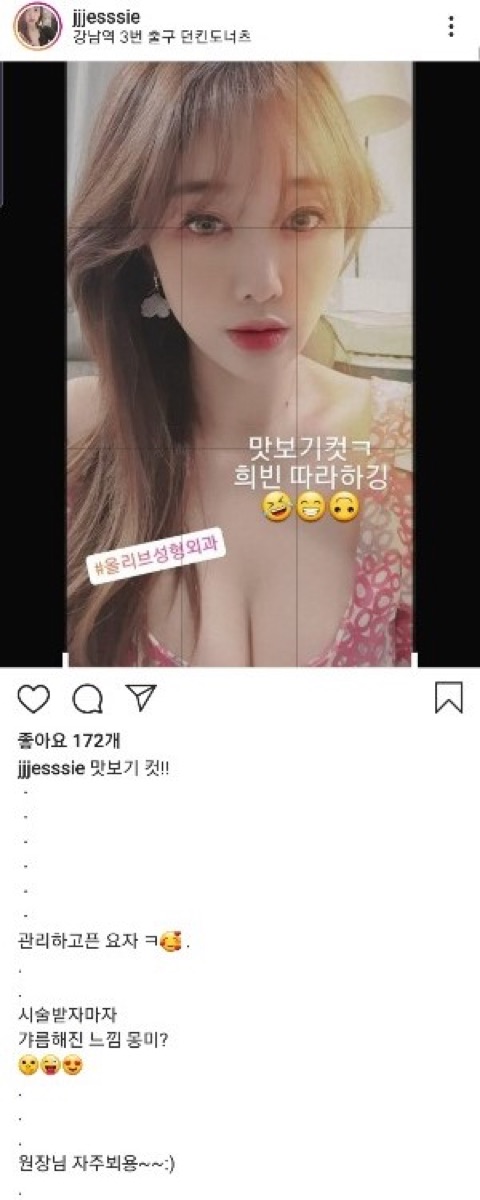 jjjesssie
강남역 3번 출구 던킨도너츠
맛보기컷ㅋ
희빈 따라하깅
🤣😁🙃
#올리브성형외과
좋아요 172개
jjjesssie 맛보기 컷!!
.
.
.
.
.
.
관리하고픈 요자 ㅋ🥰 .
.
.
시술받자마자
갸름해진 느낌 몽미?
🤫😜😍
.
.
.
원장님 자주뵈용~~:)
.